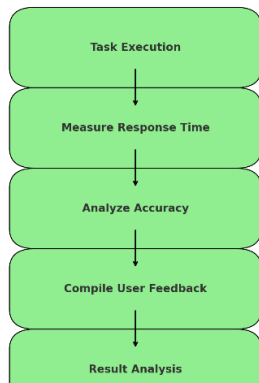 Task Execution
Measure Response Time
Analyze Accuracy
Compile User Feedback
Result Analysis